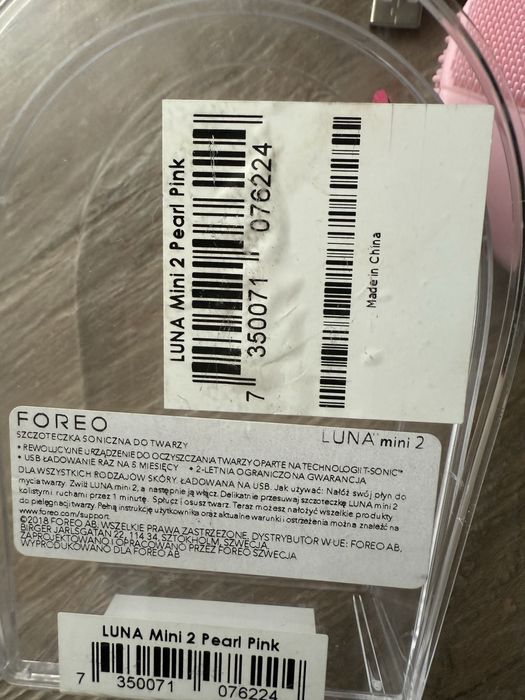 LUNA Mini 2 Pearl Pink
7 350071 076224
Made in China
FOREO
LUNA™ mini 2
SZCZOTECZKA SONICZNA DO TWARZY
• REWOLUCYJNE URZĄDZENIE DO OCZYSZCZANIA TWARZY OPARTE NA TECHNOLOGII T-SONIC™
• USB ŁADOWANIE RAZ NA 5 MIESIĘCY • 2-LETNIA OGRANICZONA GWARANCJA
DLA WSZYSTKICH RODZAJÓW SKÓRY. ŁADOWANA NA USB. Jak używać: Nałóż swój płyn do
mycia twarzy. Zwilż LUNA mini 2, a następnie ją włącz. Delikatnie przesuwaj szczoteczkę LUNA mini 2
kolistymi ruchami przez 1 minutę. Spłucz i osusz twarz. Teraz możesz nałożyć wszelkie produkty
do pielęgnacji twarzy. Pełną instrukcję użytkownika oraz aktualne warunki i ostrzeżenia można znaleźć na
www.foreo.com/support
©2018 FOREO AB, WSZELKIE PRAWA ZASTRZEŻONE. DYSTRYBUTOR W UE: FOREO AB,
BIRGER JARLSGATAN 22, 114 34, SZTOKHOLM, SZWECJA
ZAPROJEKTOWANO I OPRACOWANO PRZEZ FOREO SZWECJA
WYPRODUKOWANO DLA FOREO AB
LUNA Mini 2 Pearl Pink
7 350071 076224